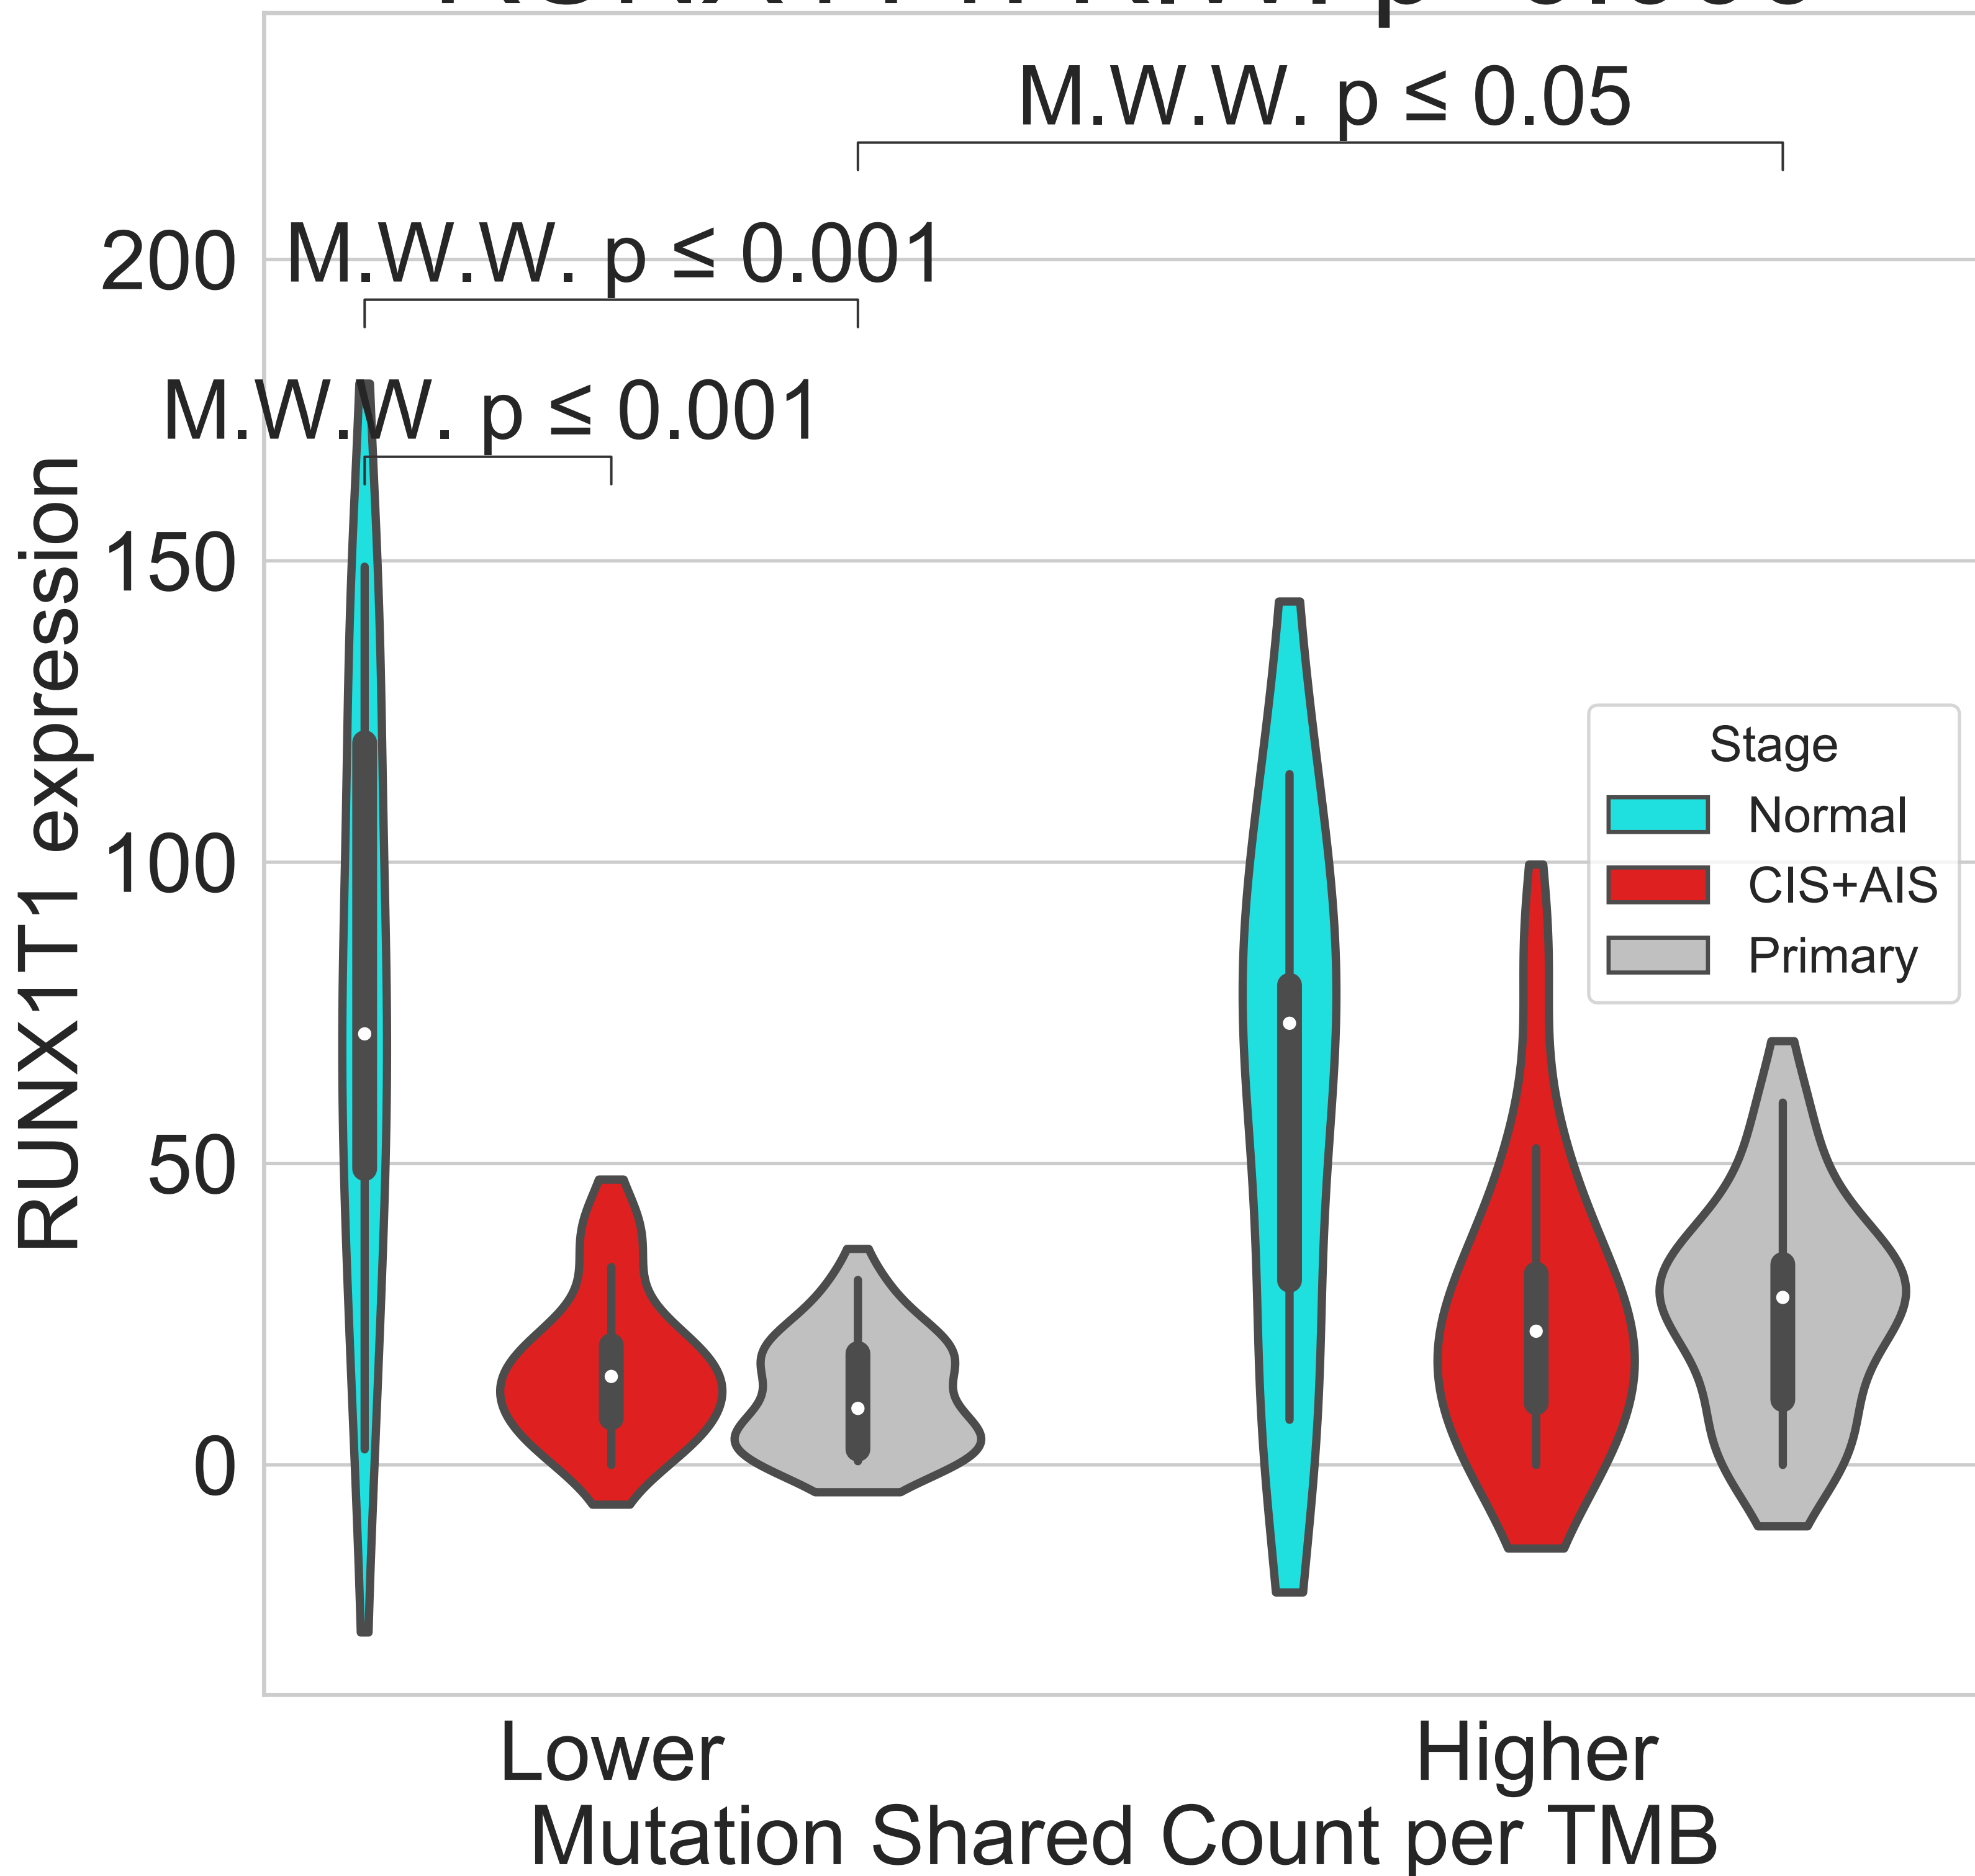 M.W.W. p ≤ 0.05
M.W.W. p ≤ 0.001
M.W.W. p ≤ 0.001
200
150
100
50
0
RUNX1T1 expression
Stage
Normal
CIS+AIS
Primary
Lower
Higher
Mutation Shared Count per TMB